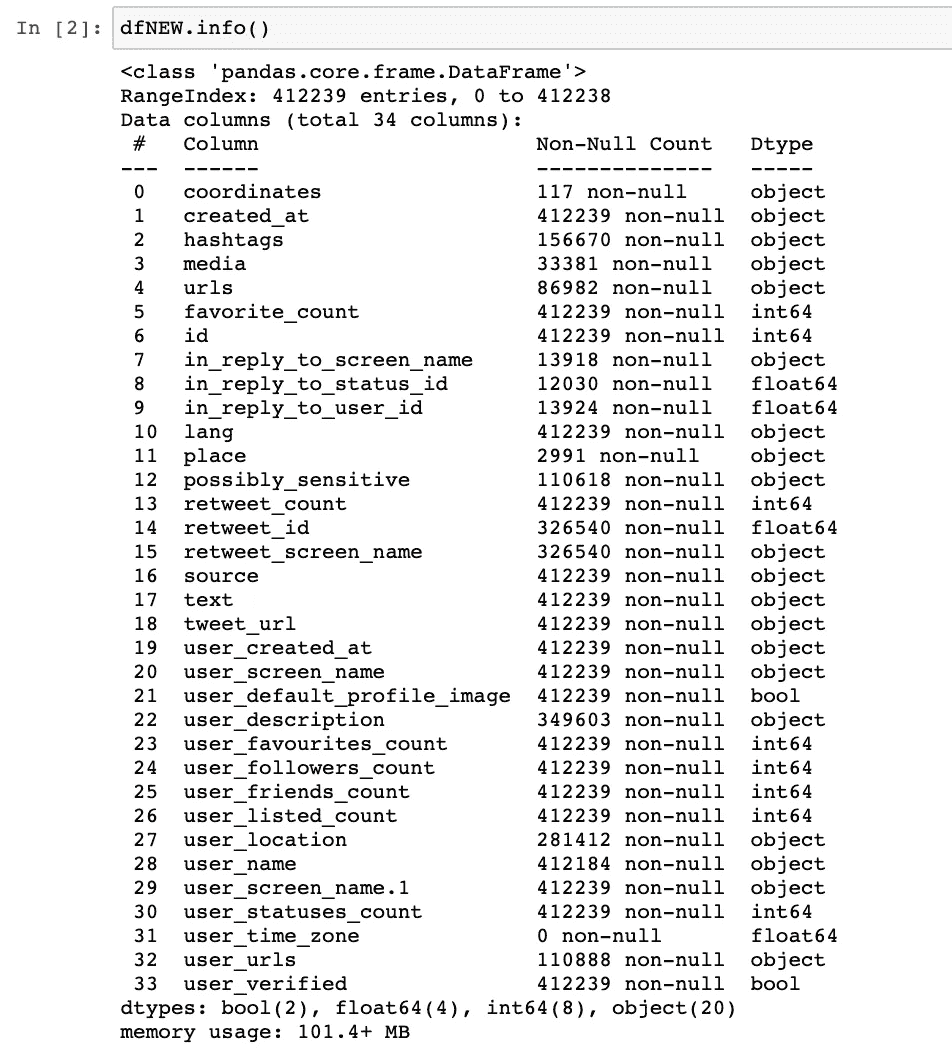 In [2]: dfNEW.info()
<class 'pandas.core.frame.DataFrame'>
RangeIndex: 412239 entries, 0 to 412238
Data columns (total 34 columns):
# Column Non-Null Count Dtype
--- ------ -------------- -----
0 coordinates 117 non-null object
1 created_at 412239 non-null object
2 hashtags 156670 non-null object
3 media 33381 non-null object
4 urls 86982 non-null object
5 favorite_count 412239 non-null int64
6 id 412239 non-null int64
7 in_reply_to_screen_name 13918 non-null object
8 in_reply_to_status_id 12030 non-null float64
9 in_reply_to_user_id 13924 non-null float64
10 lang 412239 non-null object
11 place 2991 non-null object
12 possibly_sensitive 110618 non-null object
13 retweet_count 412239 non-null int64
14 retweet_id 326540 non-null float64
15 retweet_screen_name 326540 non-null object
16 source 412239 non-null object
17 text 412239 non-null object
18 tweet_url 412239 non-null object
19 user_created_at 412239 non-null object
20 user_screen_name 412239 non-null object
21 user_default_profile_image 412239 non-null bool
22 user_description 349603 non-null object
23 user_favourites_count 412239 non-null int64
24 user_followers_count 412239 non-null int64
25 user_friends_count 412239 non-null int64
26 user_listed_count 412239 non-null int64
27 user_location 281412 non-null object
28 user_name 412184 non-null object
29 user_screen_name.1 412239 non-null object
30 user_statuses_count 412239 non-null int64
31 user_time_zone 0 non-null float64
32 user_urls 110888 non-null object
33 user_verified 412239 non-null bool
dtypes: bool(2), float64(4), int64(8), object(20)
memory usage: 101.4+ MB